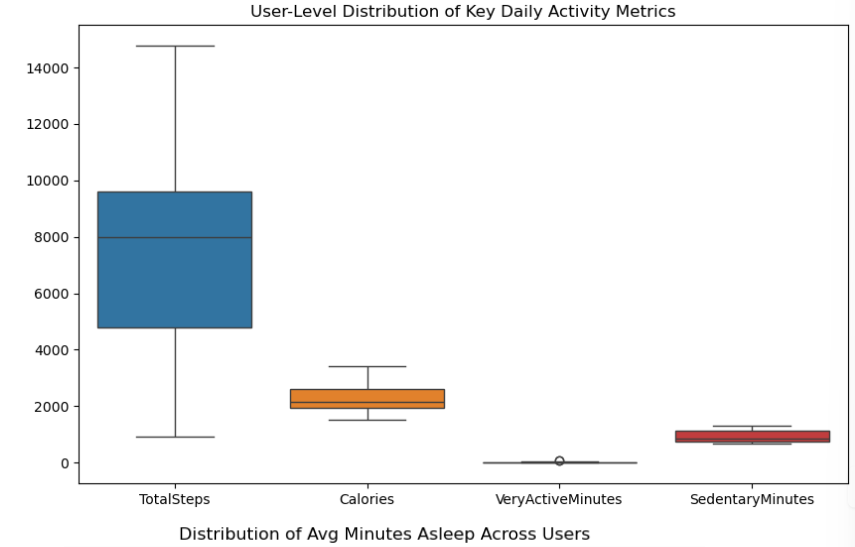 User-Level Distribution of Key Daily Activity Metrics
14000
12000
10000
8000
6000
4000
2000
0
TotalSteps Calories VeryActiveMinutes SedentaryMinutes
Distribution of Avg Minutes Asleep Across Users